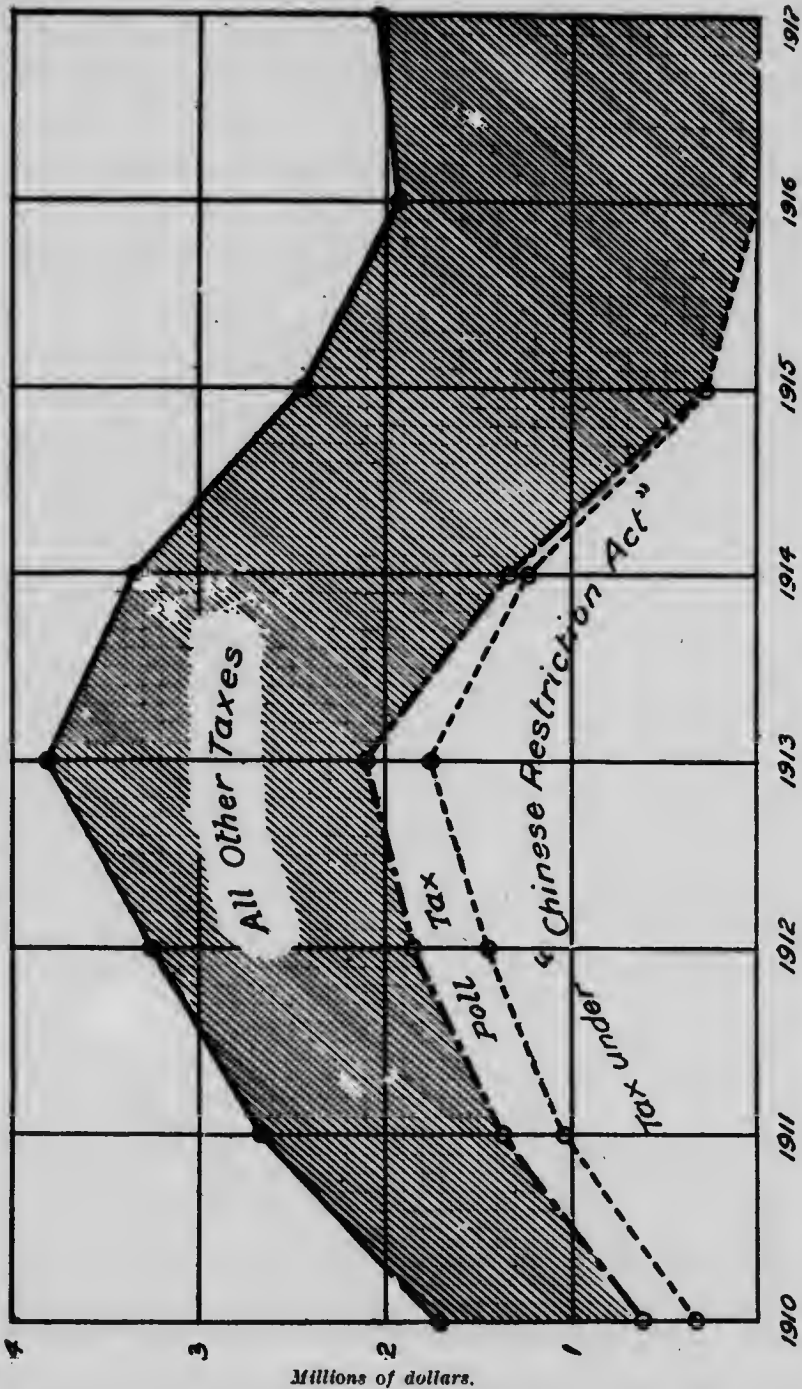 4
3
2
1
Millions of dollars.
All Other Taxes
Poll Tax
Tax under
"Chinese Restriction Act"
1910
1911
1912
1913
1914
1915
1916
1917